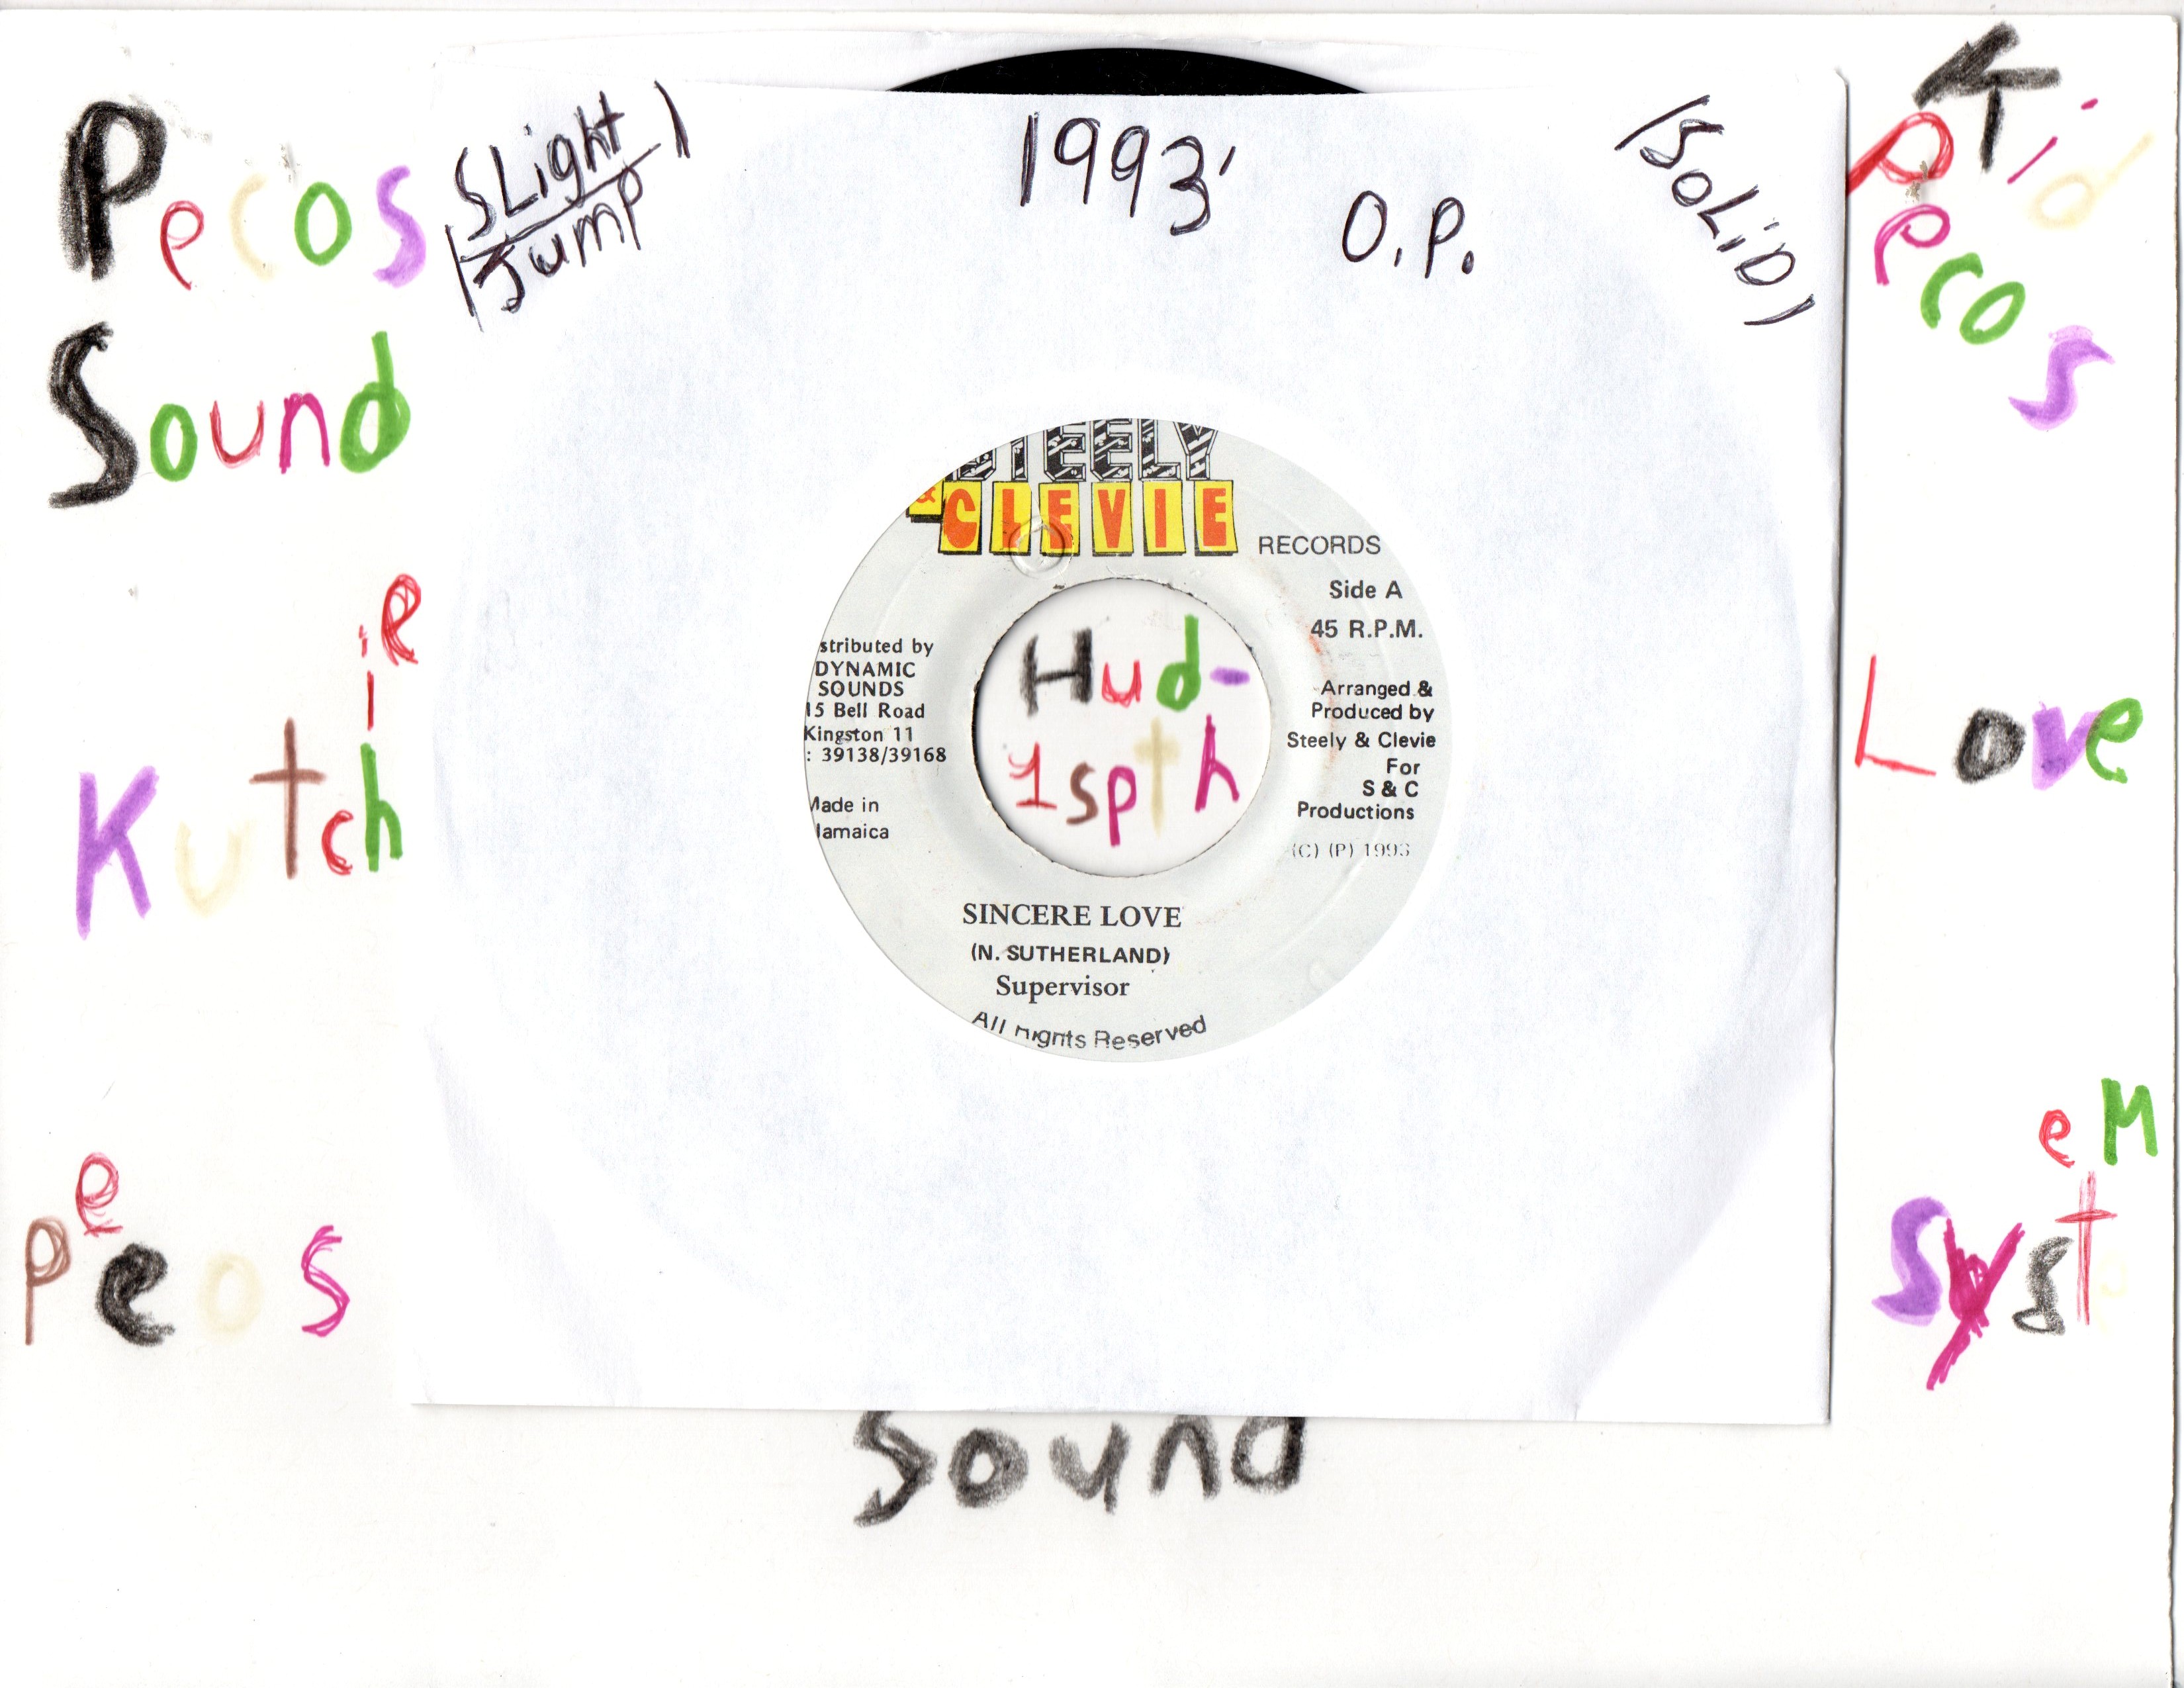 Pecos
Sound
Kutchie
Peeos
SLight
Jump
1993'
O.P.
SOLiD
Kid
Pecos
Love
SysteM
Sound
STEELY
& CLEVIE
RECORDS
Side A
45 R.P.M.
stributed by
DYNAMIC
SOUNDS
15 Bell Road
Kingston 11
: 39138/39168
Made in
Jamaica
Hud-
1spth
Arranged &
Produced by
Steely & Clevie
For
S & C
Productions
(C) (P) 1993
SINCERE LOVE
(N. SUTHERLAND)
Supervisor
All Rights Reserved